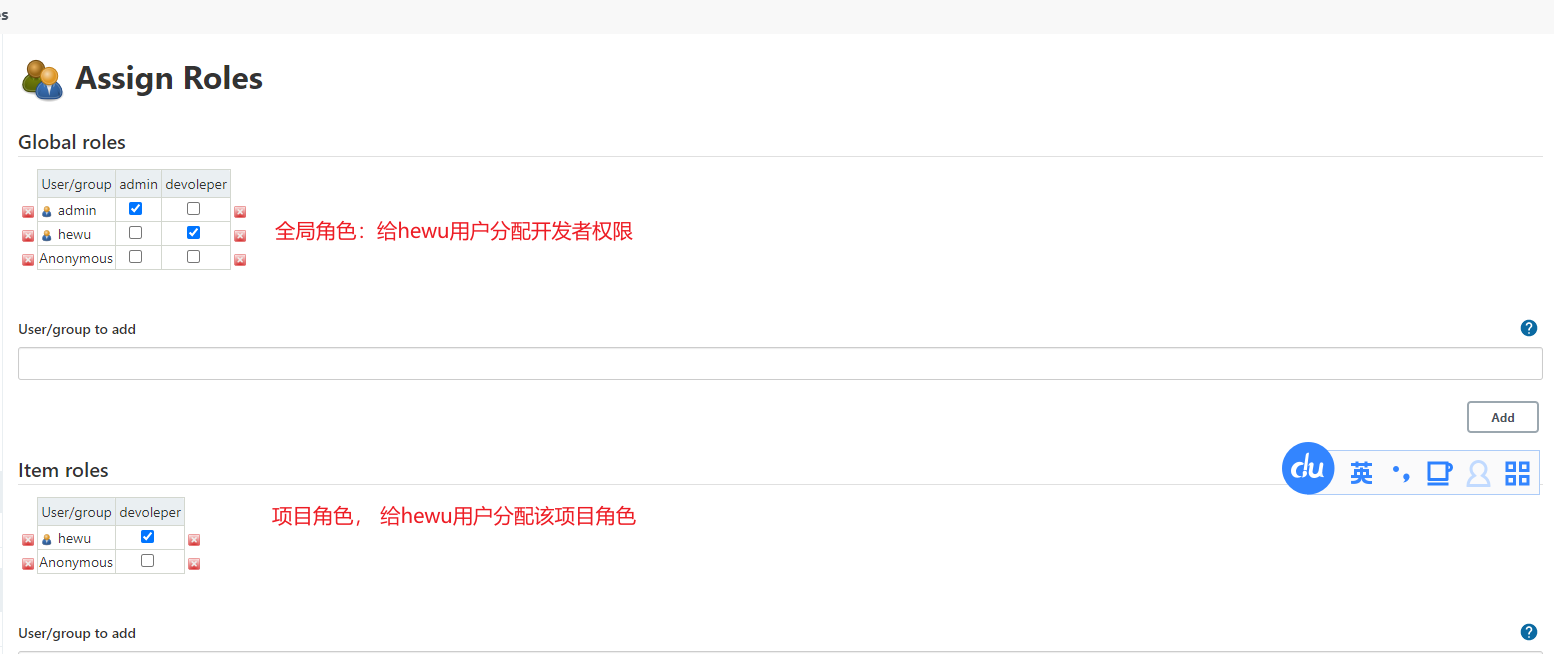 s
Assign Roles
Global roles
User/group admin devoleper
admin
hewu
全局角色：给hewu用户分配开发者权限
Anonymous
User/group to add
?
Add
Item roles
du 英
User/group devoleper
hewu
项目角色， 给hewu用户分配该项目角色
Anonymous
User/group to add
?